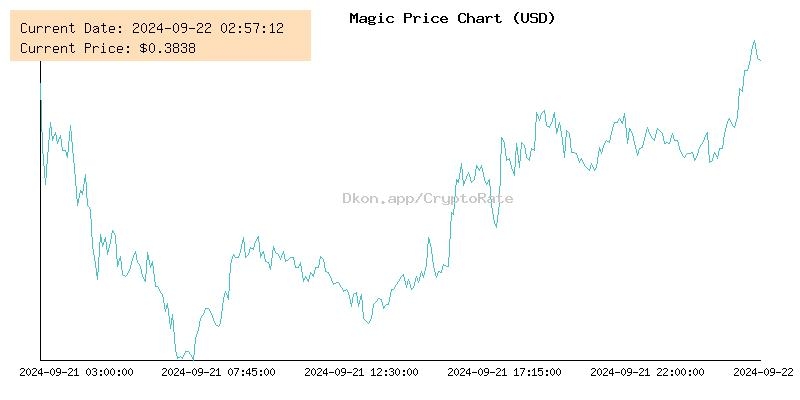 Magic Price Chart (USD)
Current Date: 2024-09-22 02:57:12
Current Price: $0.3838
Dkon.app/CryptoRate
2024-09-21 03:00:00 2024-09-21 07:45:00 2024-09-21 12:30:00 2024-09-21 17:15:00 2024-09-21 22:00:00 2024-09-22